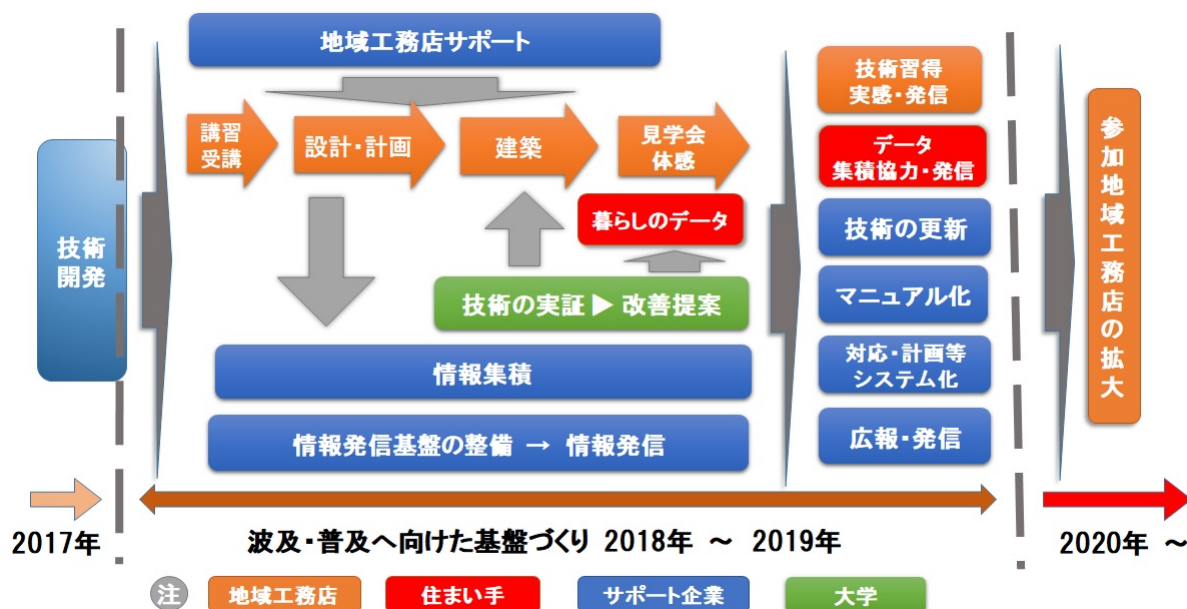 地域工務店サポート
技術
開発
講習
受講
設計・計画
建築
見学会
体感
暮らしのデータ
技術の実証 ▶ 改善提案
情報集積
情報発信基盤の整備 → 情報発信
技術習得
実感・発信
データ
集積協力・発信
技術の更新
マニュアル化
対応・計画等
システム化
広報・発信
参加地域工務店の拡大
2017年
波及・普及へ向けた基盤づくり 2018年 ～ 2019年
2020年 ～
注
地域工務店
住まい手
サポート企業
大学